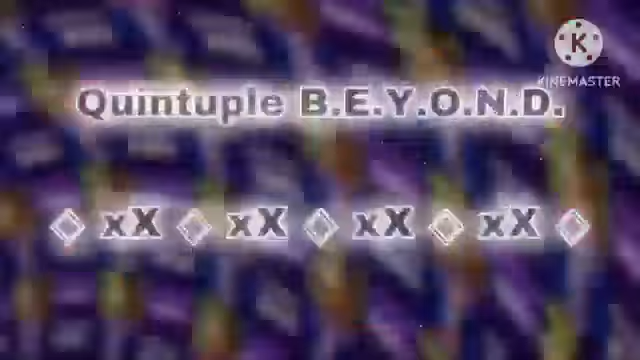 K
KINEMASTER
Quintuple B.E.Y.O.N.D.
◇ xX ◇ xX ◇ xX ◇ xX ◇